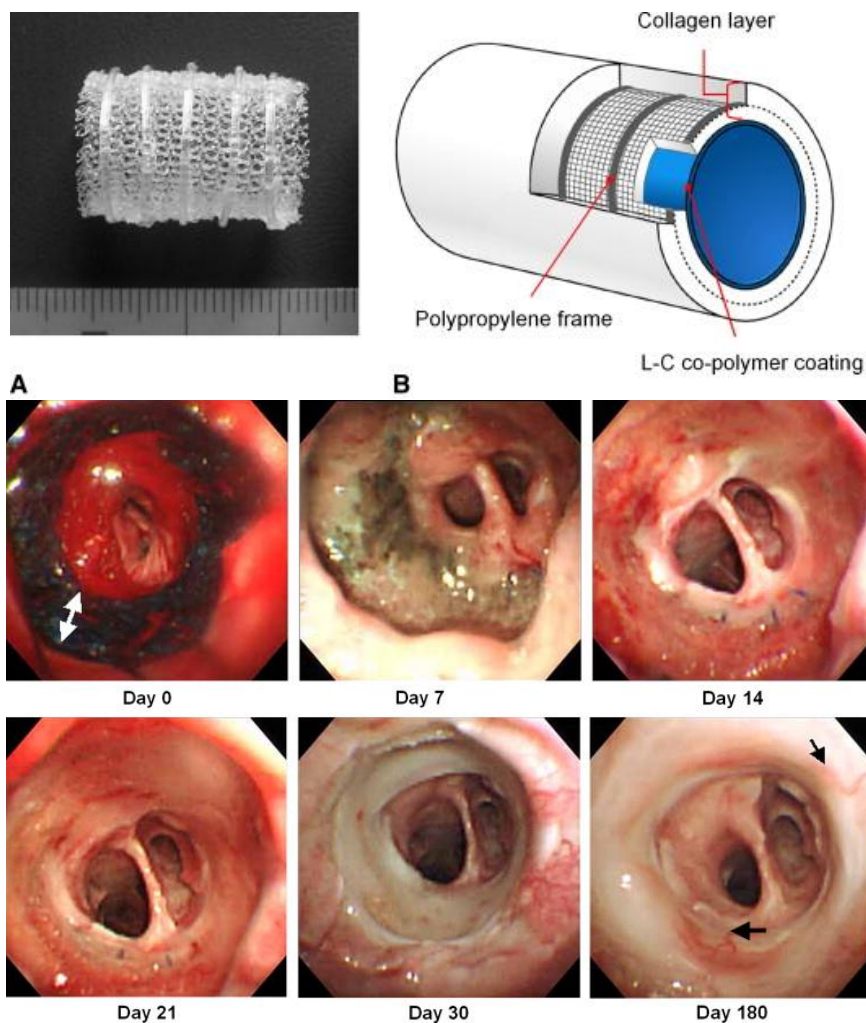 Collagen layer
Polypropylene frame
L-C co-polymer coating
A
B
Day 0
Day 7
Day 14
Day 21
Day 30
Day 180